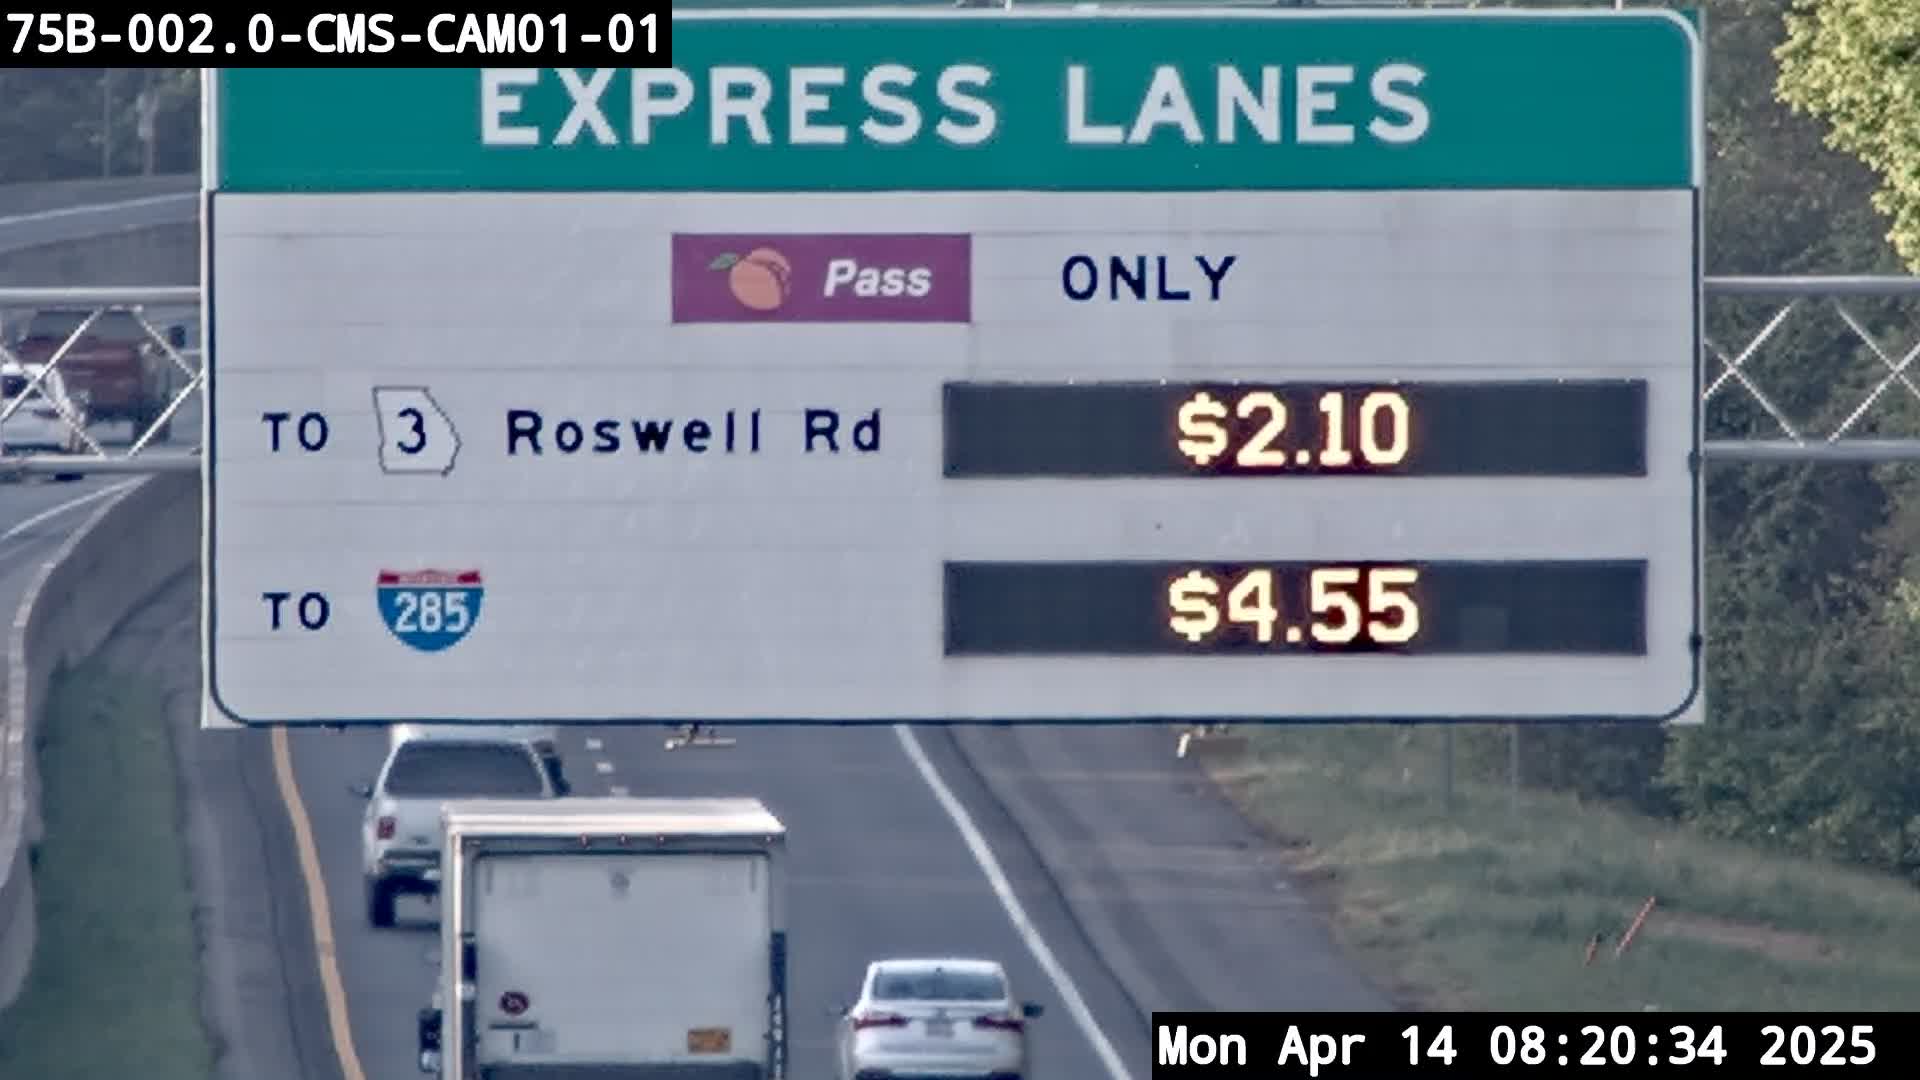 75B-002.0-CMS-CAM01-01
EXPRESS LANES
Pass ONLY
TO 3 Roswell Rd $2.10
TO 285 $4.55
Mon Apr 14 08:20:34 2025